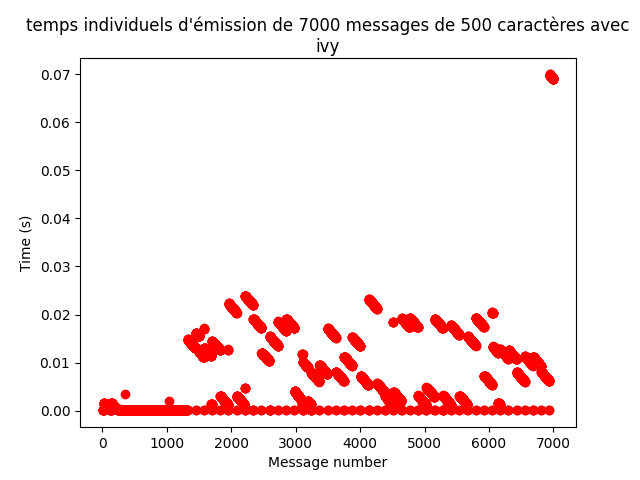 temps individuels d'émission de 7000 messages de 500 caractères avec
ivy
0.07
0.06
0.05
0.04
0.03
0.02
0.01
0.00
Time (s)
0 1000 2000 3000 4000 5000 6000 7000
Message number